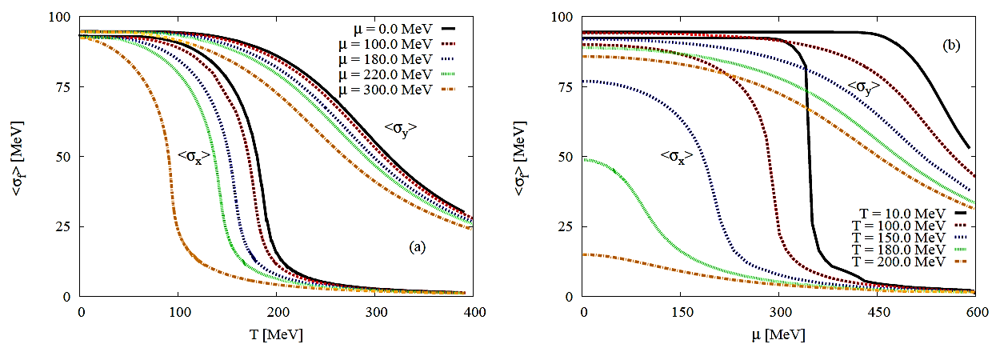 100
75
50
25
0
<σf> [MeV]
μ = 0.0 MeV
μ = 100.0 MeV
μ = 180.0 MeV
μ = 220.0 MeV
μ = 300.0 MeV
<σy>
<σx>
(a)
0 100 200 300 400
T [MeV]
100
75
50
25
0
<σf> [MeV]
(b)
<σy>
<σx>
T = 10.0 MeV
T = 100.0 MeV
T = 150.0 MeV
T = 180.0 MeV
T = 200.0 MeV
0 150 300 450 600
μ [MeV]